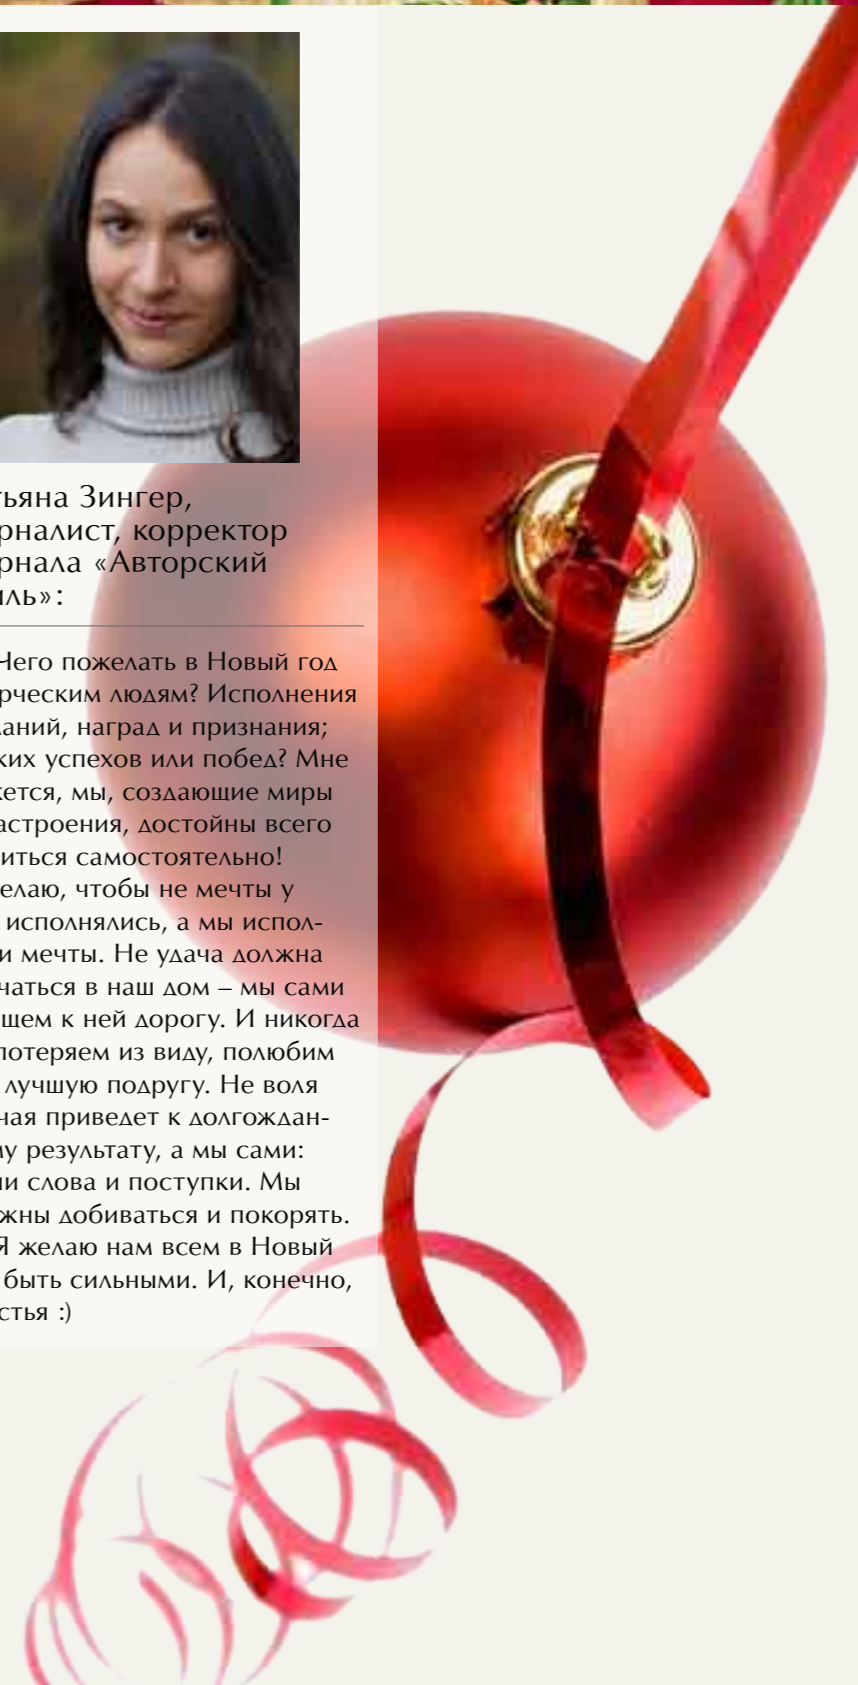 тьяна Зингер,
рналист, корректор
рнала «Авторский
иль»:
Чего пожелать в Новый год
рческим людям? Исполнения
аний, наград и признания;
ких успехов или побед? Мне
ется, мы, создающие миры
астроения, достойны всего
иться самостоятельно!
елаю, чтобы не мечты у
исполнялись, а мы испол-
и мечты. Не удача должна
чаться в наш дом – мы сами
щем к ней дорогу. И никогда
потеряем из виду, полюбим
лучшую подругу. Не воля
чая приведет к долгождан-
у результату, а мы сами:
и слова и поступки. Мы
жны добиваться и покорять.
Я желаю нам всем в Новый
быть сильными. И, конечно,
стья :)